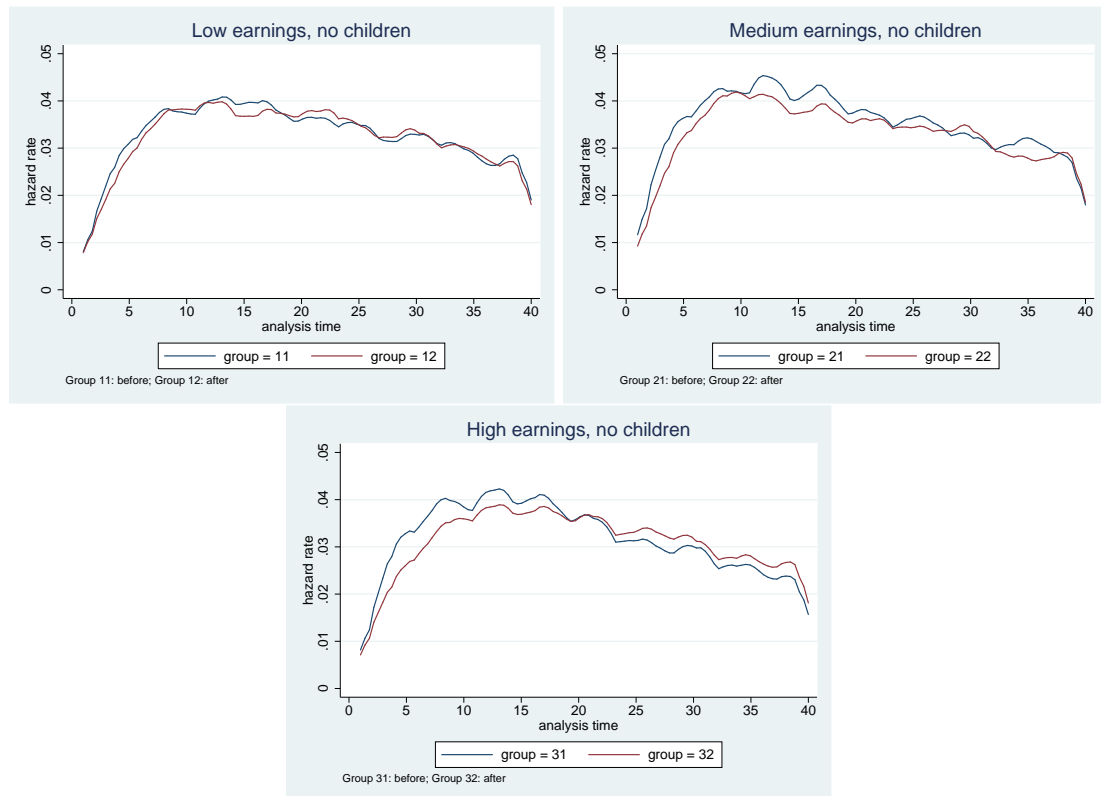 Low earnings, no children
hazard rate
0 .01 .02 .03 .04 .05
0 5 10 15 20 25 30 35 40
analysis time
group = 11 group = 12
Group 11: before; Group 12: after
Medium earnings, no children
hazard rate
0 .01 .02 .03 .04 .05
0 5 10 15 20 25 30 35 40
analysis time
group = 21 group = 22
Group 21: before; Group 22: after
High earnings, no children
hazard rate
0 .01 .02 .03 .04 .05
0 5 10 15 20 25 30 35 40
analysis time
group = 31 group = 32
Group 31: before; Group 32: after